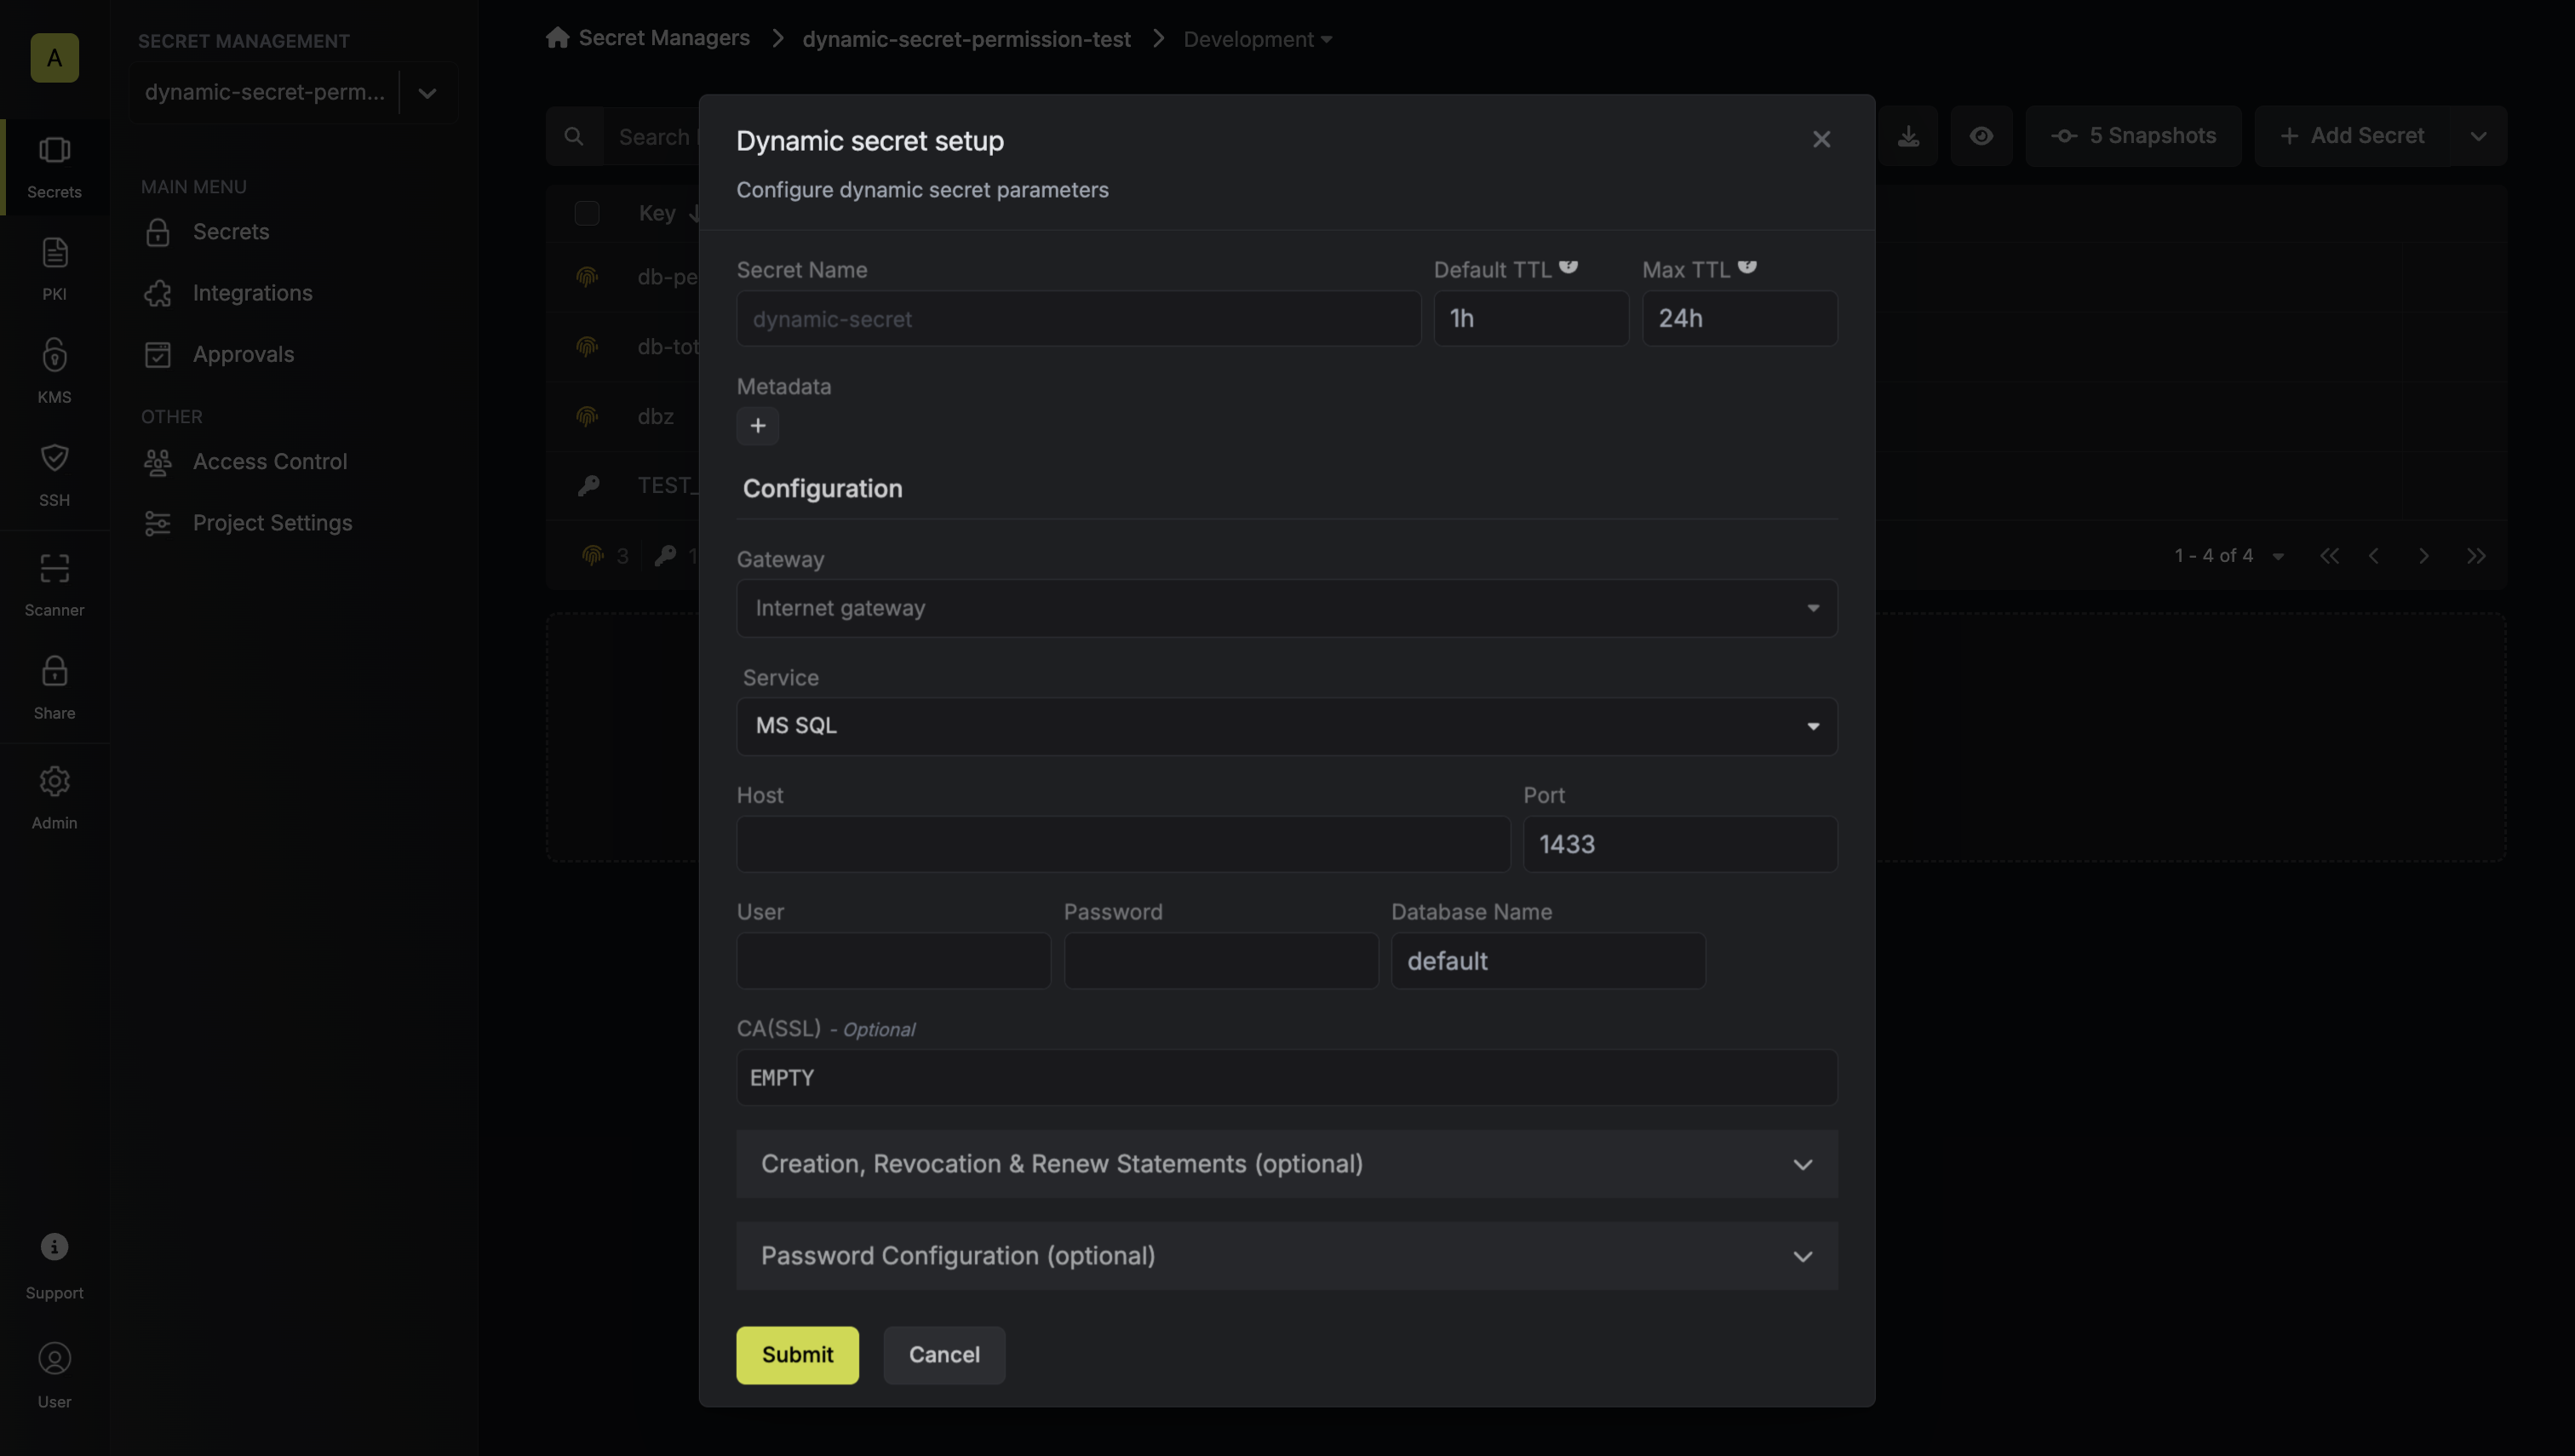 A
Secrets
PKI
KMS
SSH
Scanner
Share
Admin
Support
User
SECRET MANAGEMENT
dynamic-secret-perm...
MAIN MENU
Secrets
Integrations
Approvals
OTHER
Access Control
Project Settings
Secret Managers
dynamic-secret-permission-test
Development
Search
5 Snapshots
Add Secret
Key
db-pe
db-tot
dbz
TEST_
3
1
1 - 4 of 4
Dynamic secret setup
Configure dynamic secret parameters
Secret Name
Default TTL ?
Max TTL ?
dynamic-secret
1h
24h
Metadata
Configuration
Gateway
Internet gateway
Service
MS SQL
Host
Port
1433
User
Password
Database Name
default
CA(SSL) - Optional
EMPTY
Creation, Revocation & Renew Statements (optional)
Password Configuration (optional)
Submit
Cancel